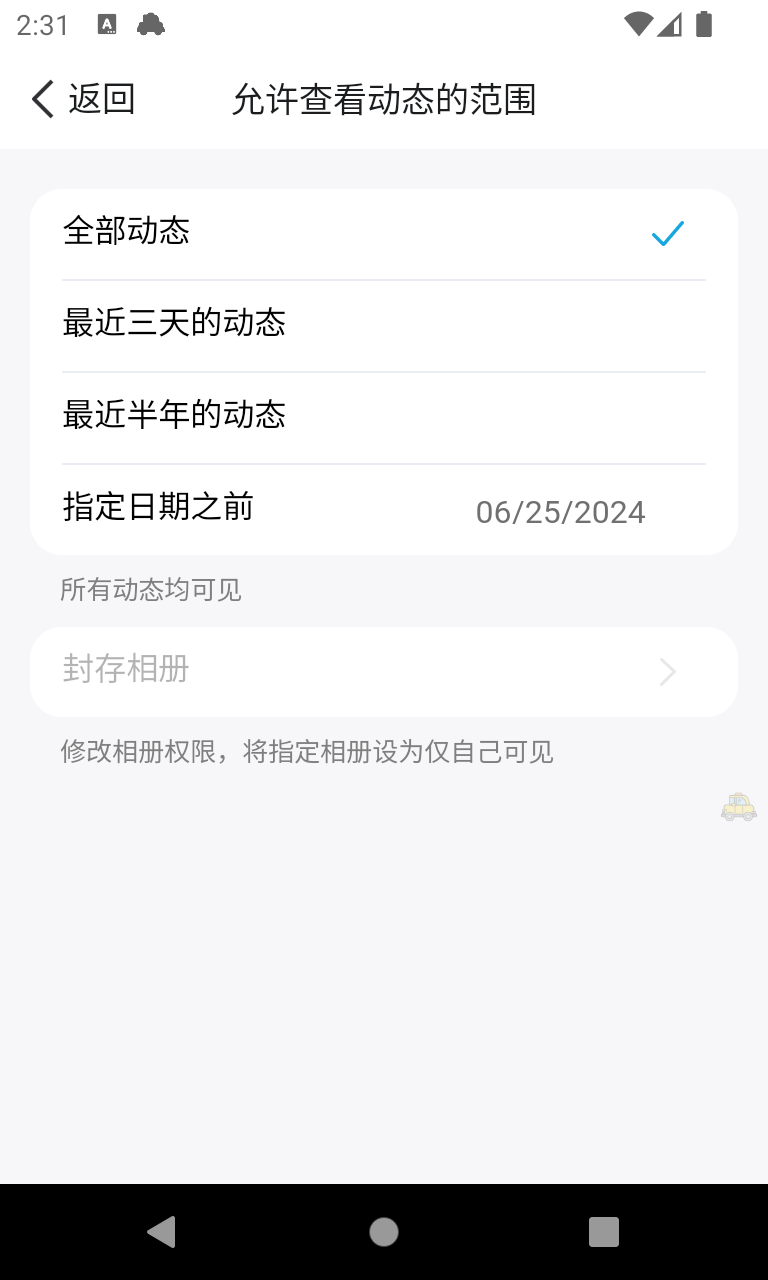 2:31
返回
允许查看动态的范围
全部动态
最近三天的动态
最近半年的动态
指定日期之前 06/25/2024
所有动态均可见
封存相册
修改相册权限，将指定相册设为仅自己可见